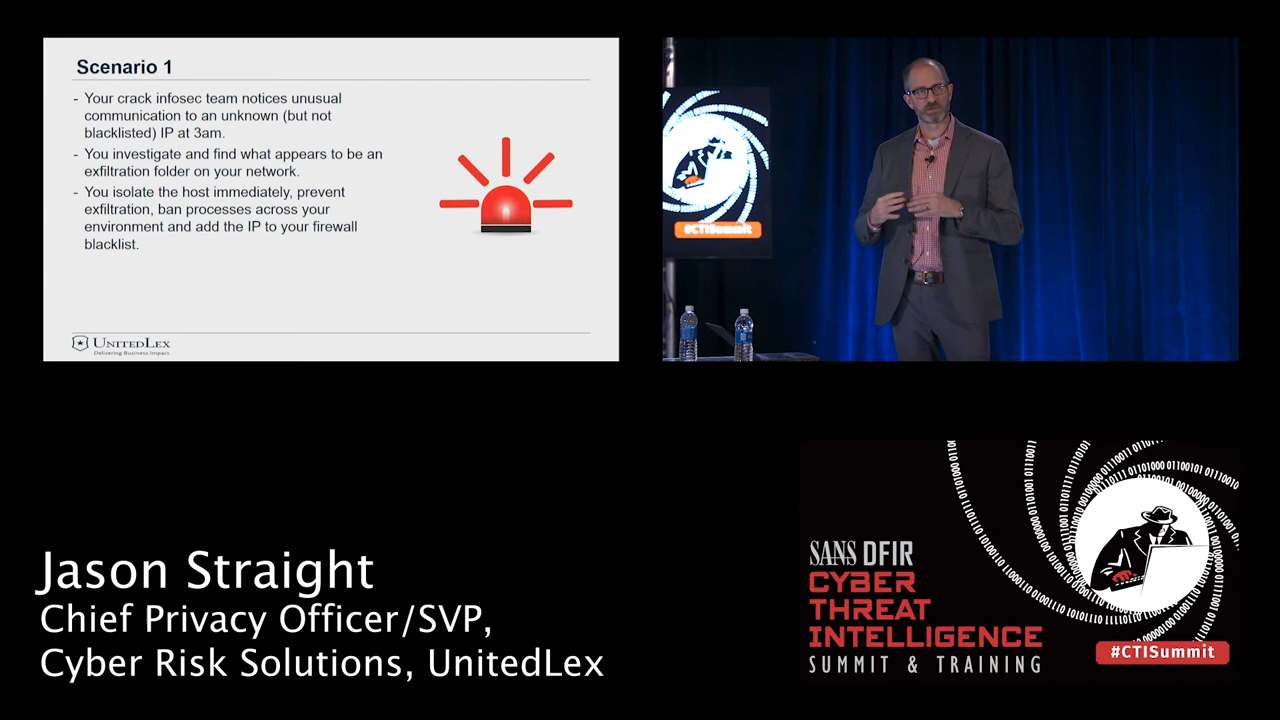 Scenario 1
- Your crack infosec team notices unusual
communication to an unknown (but not
blacklisted) IP at 3am.
- You investigate and find what appears to be an
exfiltration folder on your network.
- You isolate the host immediately, prevent
exfiltration, ban processes across your
environment and add the IP to your firewall
blacklist.
UNITEDLEX
Delivering Business Impact
#CTISummit
Jason Straight
Chief Privacy Officer/SVP,
Cyber Risk Solutions, UnitedLex
SANS DFIR
CYBER
THREAT
INTELLIGENCE
SUMMIT & TRAINING
#CTISummit